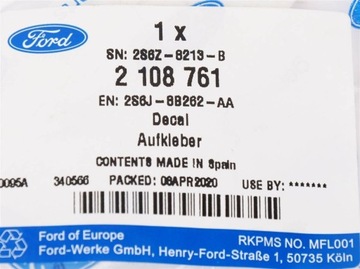 Ford
1 x
SN: 2S6Z-8213-B
2 108 761
EN: 2S6J-8B262-AA
Decal
Aufkleber
CONTENTS MADE IN Spain
0095A 340566 PACKED: 06APR2020 USE BY:*******
Ford of Europe RKPMS NO. MFL001
Ford-Werke GmbH, Henry-Ford-Straße 1, 50735 Köln